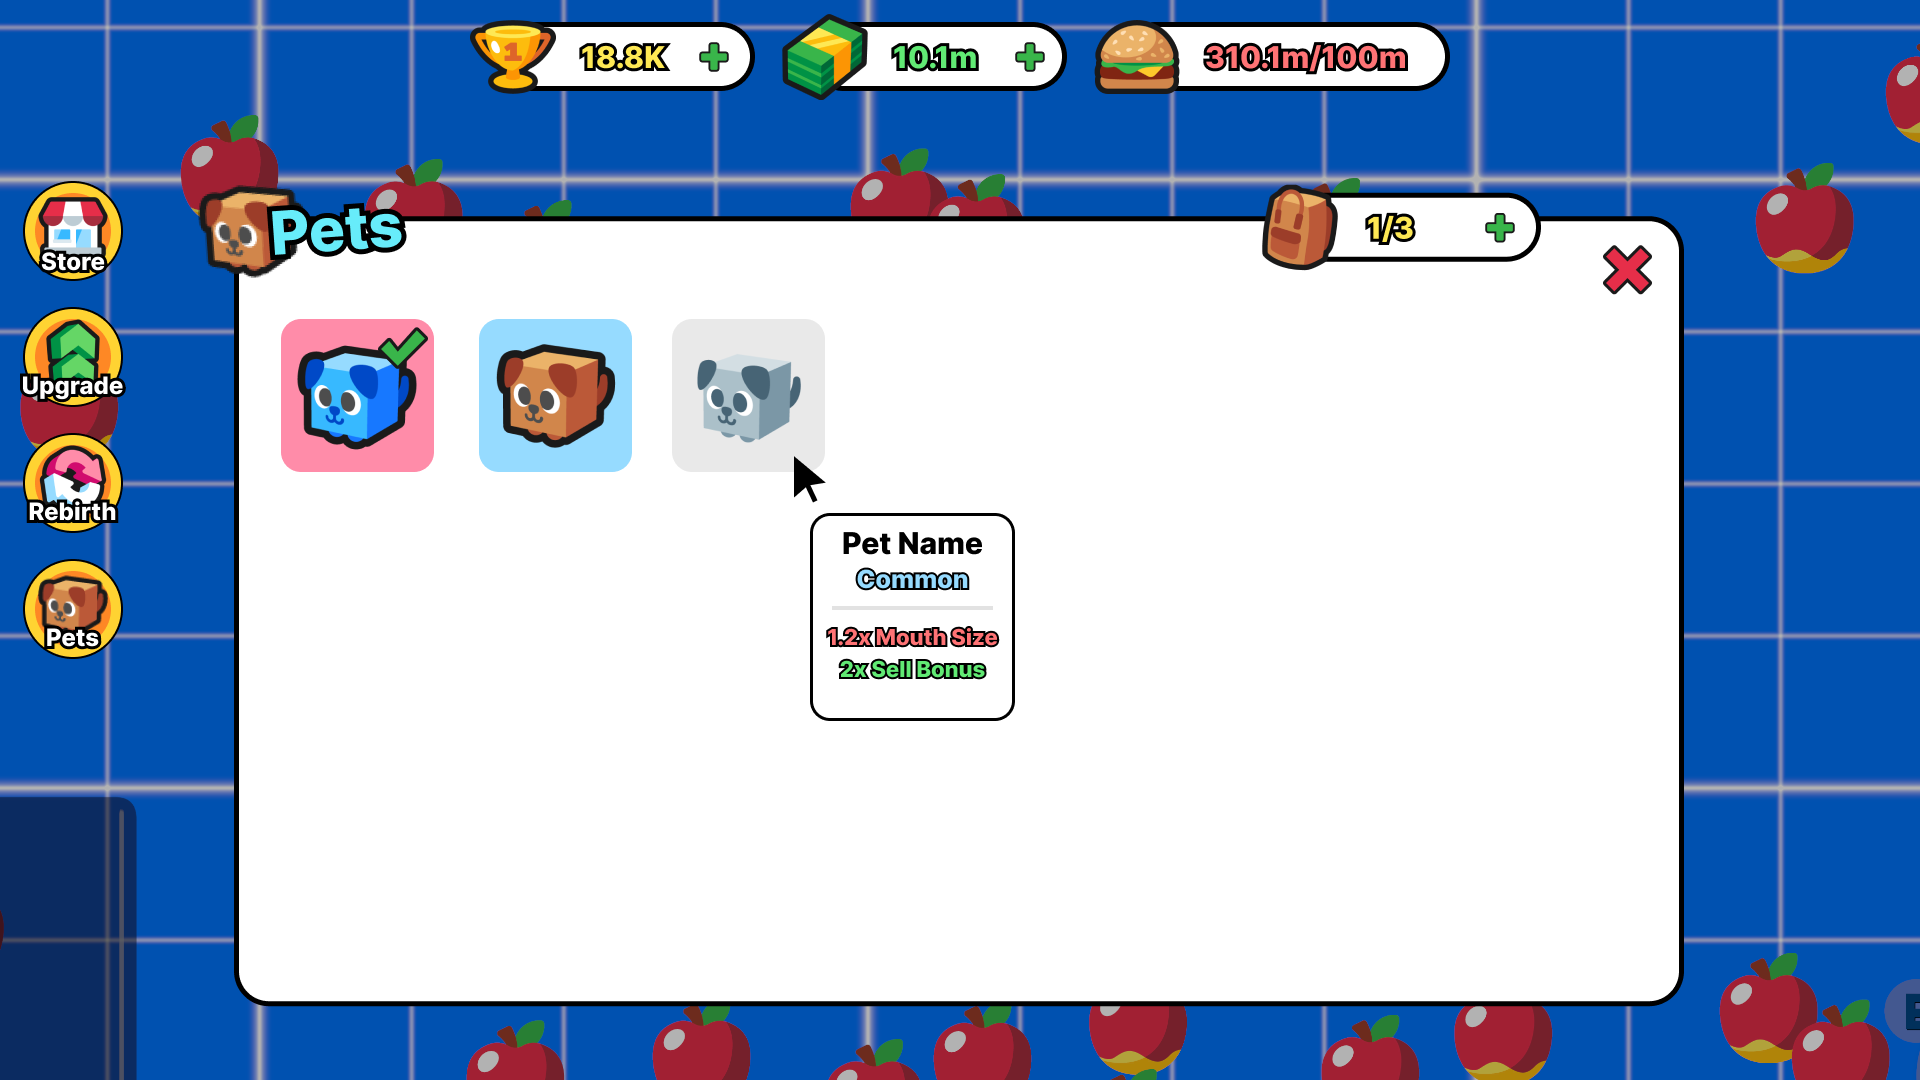 18.8K
10.1m
310.1m/100m
Pets
1/3
Store
Upgrade
Rebirth
Pets
Pet Name
Common
1.2x Mouth Size
2x Sell Bonus
1